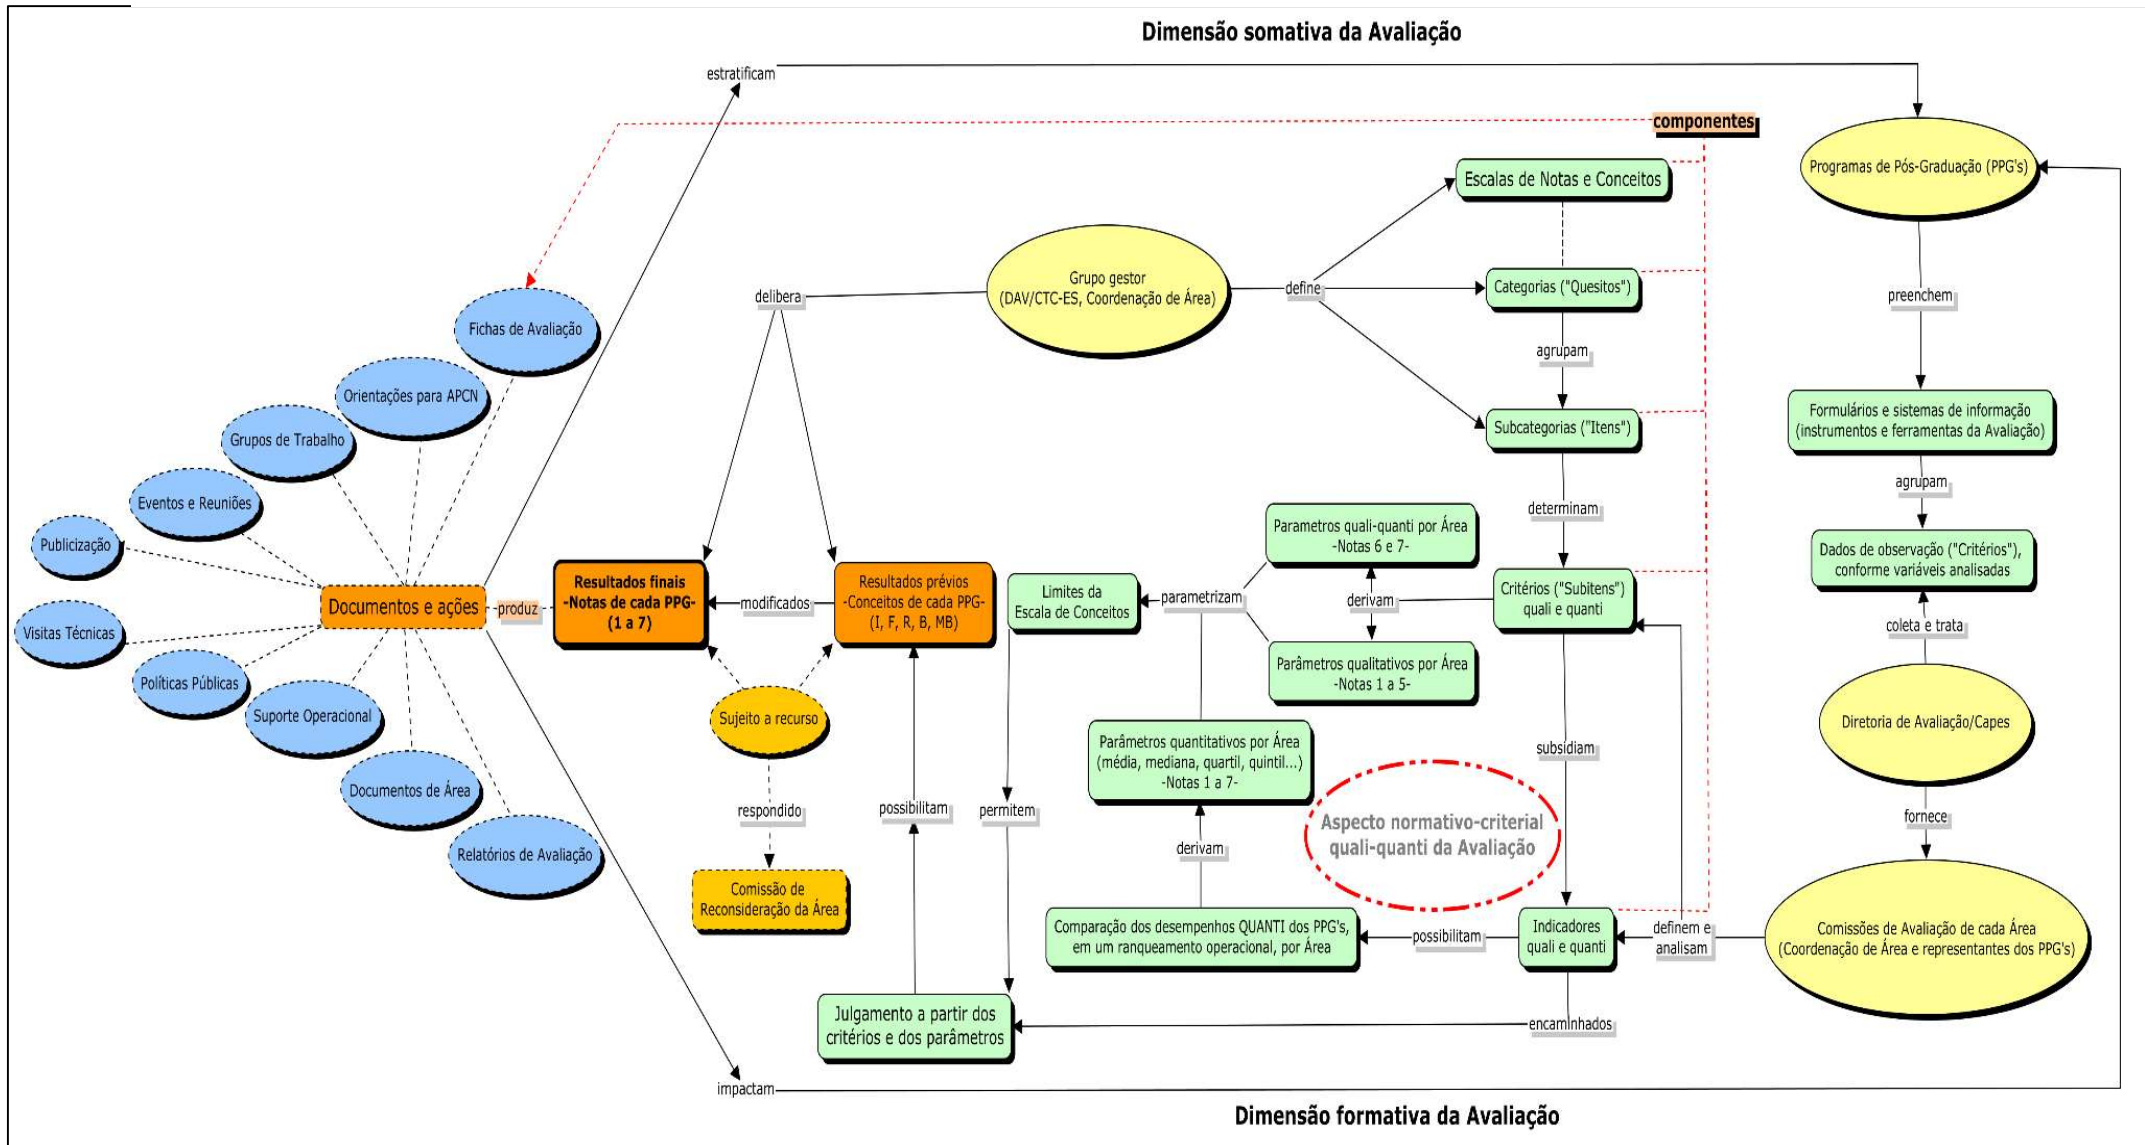 Dimensão somativa da Avaliação
estratificam
componentes
Programas de Pós-Graduação (PPG's)
Escalas de Notas e Conceitos
Grupo gestor
(DAV/CTC-ES, Coordenação de Área)
delibera
define
Categorias ("Quesitos")
preenchem
Fichas de Avaliação
agrupam
Orientações para APCN
Formulários e sistemas de informação
(instrumentos e ferramentas da Avaliação)
Grupos de Trabalho
Subcategorias ("Itens")
agrupam
Eventos e Reuniões
determinam
Parametros quali-quanti por Área
-Notas 6 e 7-
Publicização
Dados de observação ("Critérios"),
conforme variáveis analisadas
Documentos e ações
produz
Resultados finais
-Notas de cada PPG-
(1 a 7)
modificados
Resultados prévios
-Conceitos de cada PPG-
(I, F, R, B, MB)
Limites da
Escala de Conceitos
parametrizam
derivam
Critérios ("Subitens")
quali e quanti
coleta e trata
Visitas Técnicas
Políticas Públicas
Parâmetros qualitativos por Área
-Notas 1 a 5-
Suporte Operacional
Sujeito a recurso
Diretoria de Avaliação/Capes
Parâmetros quantitativos por Área
(média, mediana, quartil, quintil...)
-Notas 1 a 7-
subsidiam
Documentos de Área
respondido
possibilitam
permitem
Aspecto normativo-criterial
quali-quanti da Avaliação
fornece
Relatórios de Avaliação
derivam
Comissão de
Reconsideração da Área
Comparação dos desempenhos QUANTI dos PPG's,
em um ranqueamento operacional, por Área
possibilitam
Indicadores
quali e quanti
definem e
analisam
Comissões de Avaliação de cada Área
(Coordenação de Área e representantes dos PPG's)
Julgamento a partir dos
critérios e dos parâmetros
encaminhados
impactam
Dimensão formativa da Avaliação